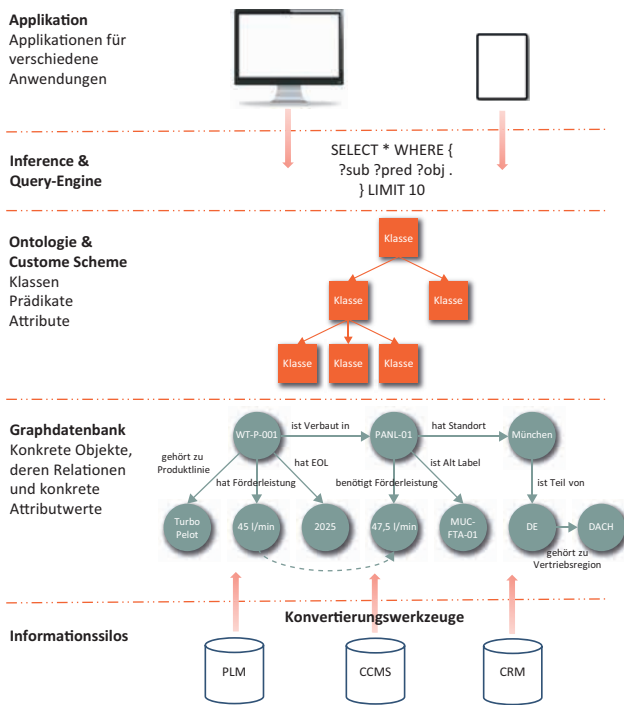 Applikation
Applikationen für
verschiedene
Anwendungen
Inference &
Query-Engine
SELECT * WHERE {
?sub ?pred ?obj .
} LIMIT 10
Ontologie &
Custome Scheme
Klassen
Prädikate
Attribute
Klasse
Klasse
Klasse
Klasse
Klasse
Klasse
Graphdatenbank
Konkrete Objekte,
deren Relationen
und konkrete
Attributwerte
WT-P-001
ist Verbaut in
PANL-01
hat Standort
München
gehört zu
Produktlinie
hat EOL
ist Alt Label
hat Förderleistung
benötigt Förderleistung
ist Teil von
Turbo
Pelot
45 l/min
2025
47,5 l/min
MUC-
FTA-01
DE
DACH
gehört zu
Vertriebsregion
Konvertierungswerkzeuge
Informationssilos
PLM
CCMS
CRM